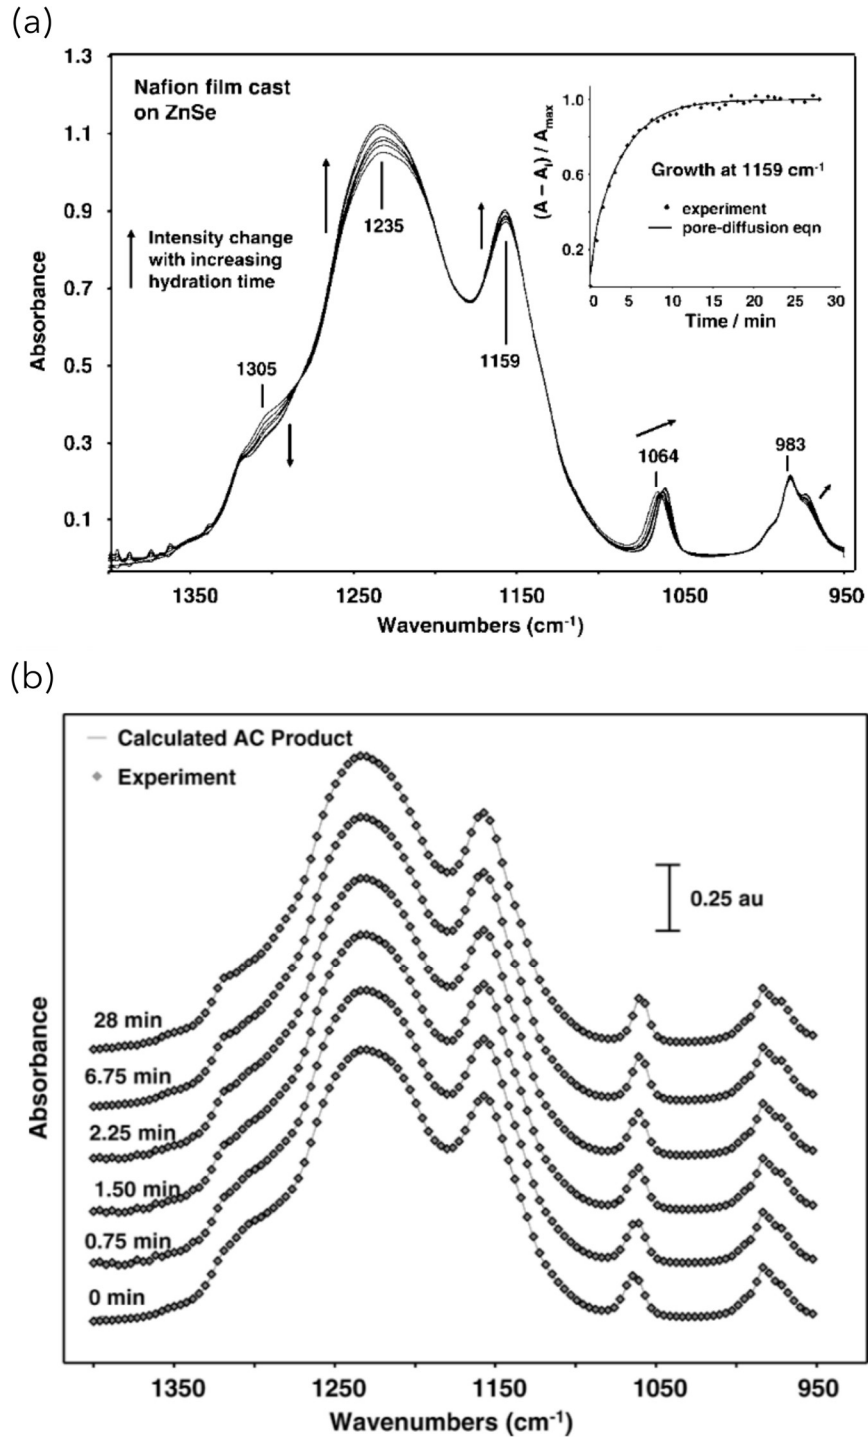 (a)
1.3
1.1
0.9
0.7
0.5
0.3
0.1
Absorbance
Nafion film cast
on ZnSe
Intensity change
with increasing
hydration time
1305
1235
1159
1064
983
1350
1250
1150
1050
950
Wavenumbers (cm-1)
(A – Ai) / Amax
1.0
0.6
0.2
Growth at 1159 cm-1
experiment
pore-diffusion eqn
0
5
10
15
20
25
30
Time / min
(b)
Calculated AC Product
Experiment
0.25 au
Absorbance
28 min
6.75 min
2.25 min
1.50 min
0.75 min
0 min
1350
1250
1150
1050
950
Wavenumbers (cm-1)